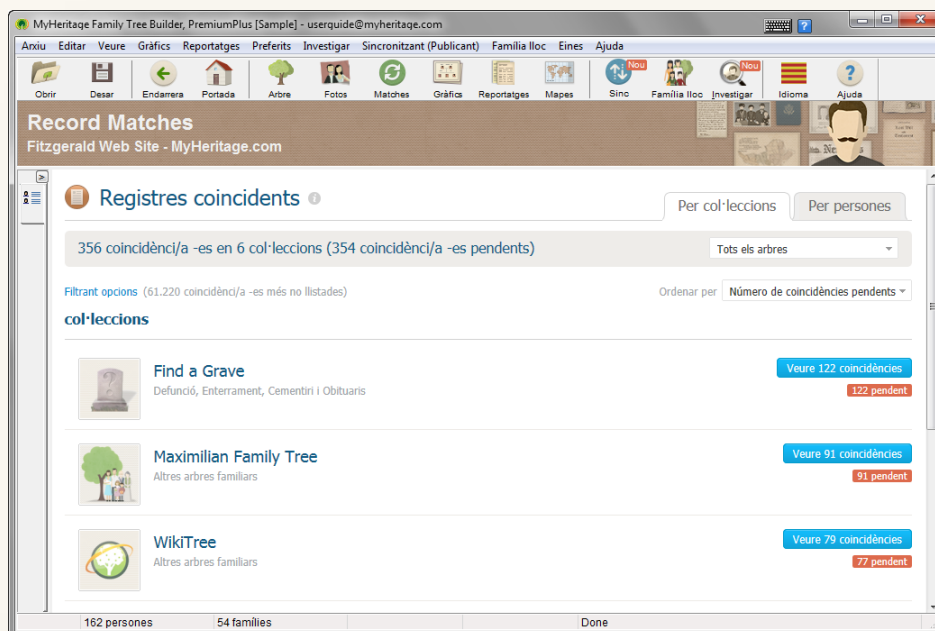 MyHeritage Family Tree Builder, PremiumPlus [Sample] - userquide@myheritage.com
Arxiu Editar Veure Gràfics Reportatges Preferits Investigar Sincronitzant (Publicant) Família lloc Eines Ajuda
Nou Nou
Obrir Desar Endarrera Portada Arbre Fotos Matches Gràfics Reportatges Mapes Sinc Família lloc Investigar Idioma Ajuda
Record Matches
Fitzgerald Web Site - MyHeritage.com
Registres coincidents
Per col·leccions Per persones
356 coincidènci/a -es en 6 col·leccions (354 coincidènci/a -es pendents) Tots els arbres
Filtrant opcions (61.220 coincidènci/a -es més no llistades) Ordenar per Número de coincidències pendents
col·leccions
Find a Grave
Defunció, Enterrament, Cementiri i Obituaris
Veure 122 coincidències
122 pendent
Maximilian Family Tree
Altres arbres familiars
Veure 91 coincidències
91 pendent
WikiTree
Altres arbres familiars
Veure 79 coincidències
77 pendent
162 persones 54 famílies Done